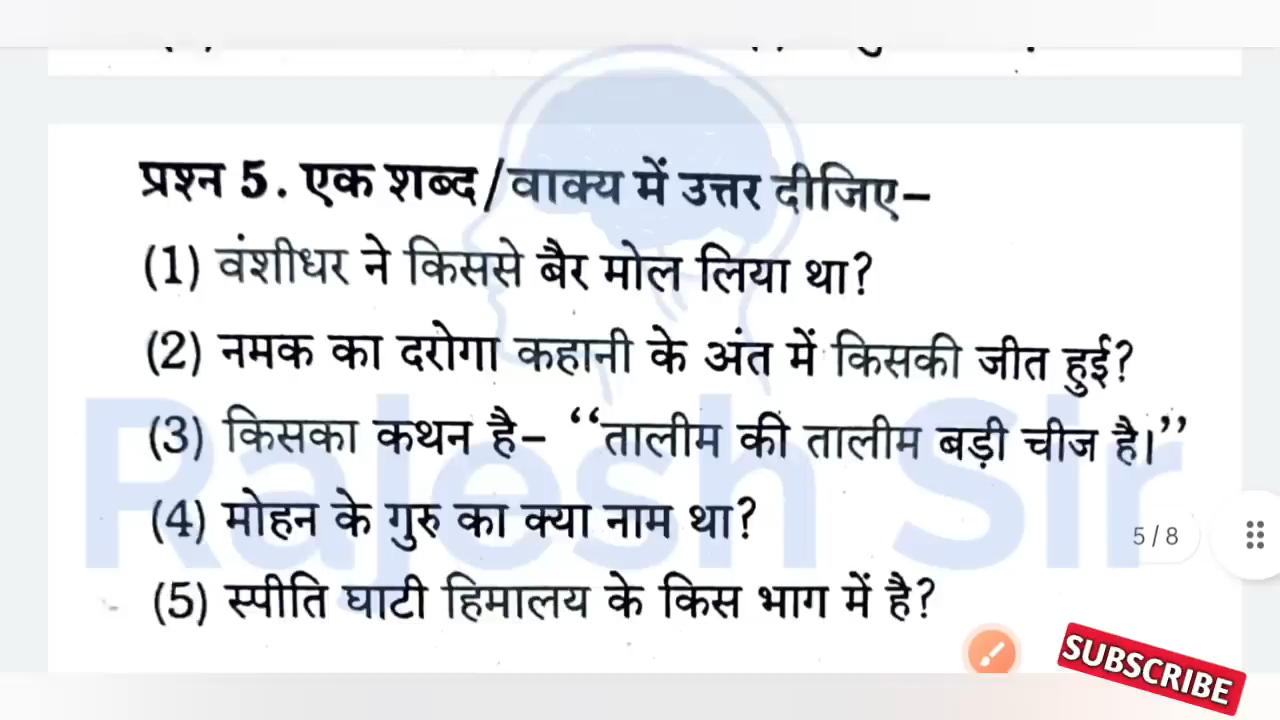 प्रश्न 5. एक शब्द/वाक्य में उत्तर दीजिए–
(1) वंशीधर ने किससे बैर मोल लिया था?
(2) नमक का दरोगा कहानी के अंत में किसकी जीत हुई?
(3) किसका कथन है– “तालीम की तालीम बड़ी चीज है।”
(4) मोहन के गुरु का क्या नाम था?
(5) स्पीति घाटी हिमालय के किस भाग में है?
Rajesh Sir
5/8
SUBSCRIBE